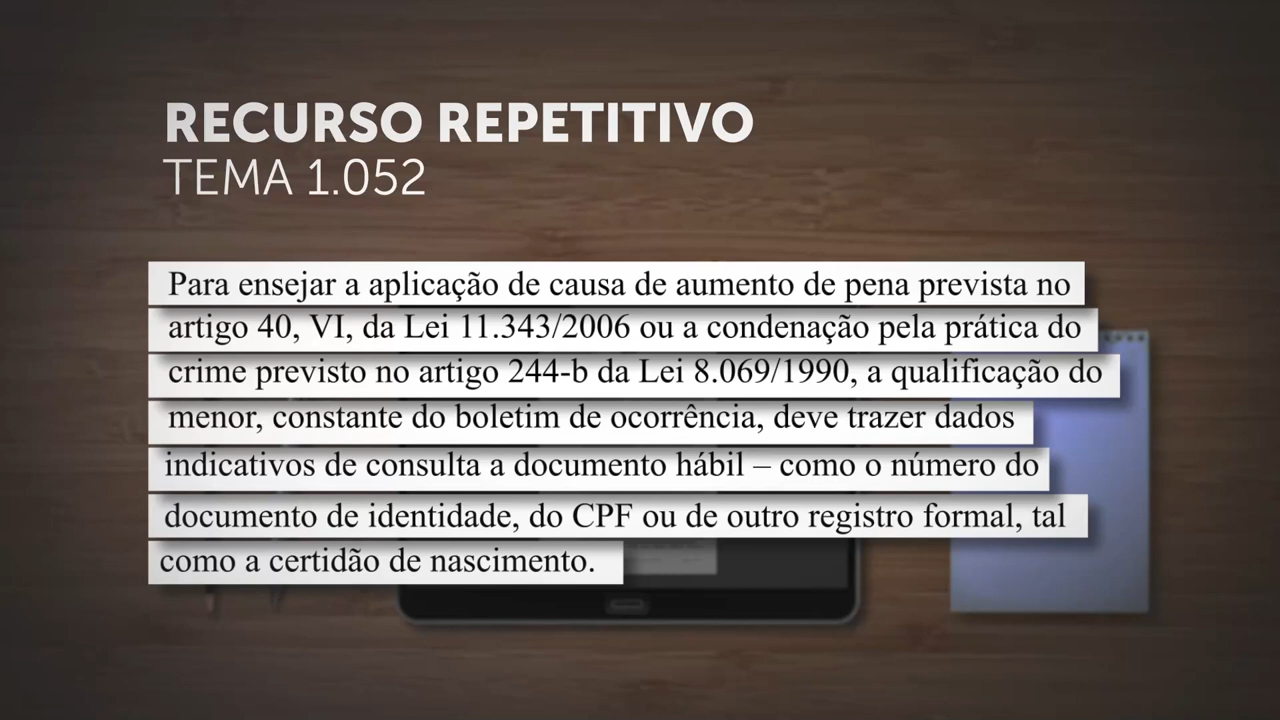 RECURSO REPETITIVO
TEMA 1.052
Para ensejar a aplicação de causa de aumento de pena prevista no
artigo 40, VI, da Lei 11.343/2006 ou a condenação pela prática do
crime previsto no artigo 244-b da Lei 8.069/1990, a qualificação do
menor, constante do boletim de ocorrência, deve trazer dados
indicativos de consulta a documento hábil – como o número do
documento de identidade, do CPF ou de outro registro formal, tal
como a certidão de nascimento.